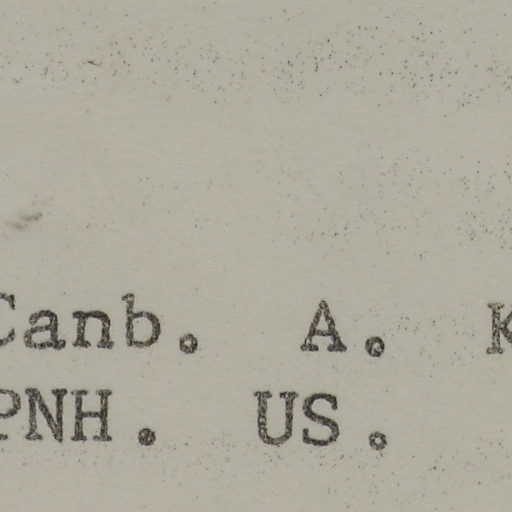 Canb. A. K
PNH. US.